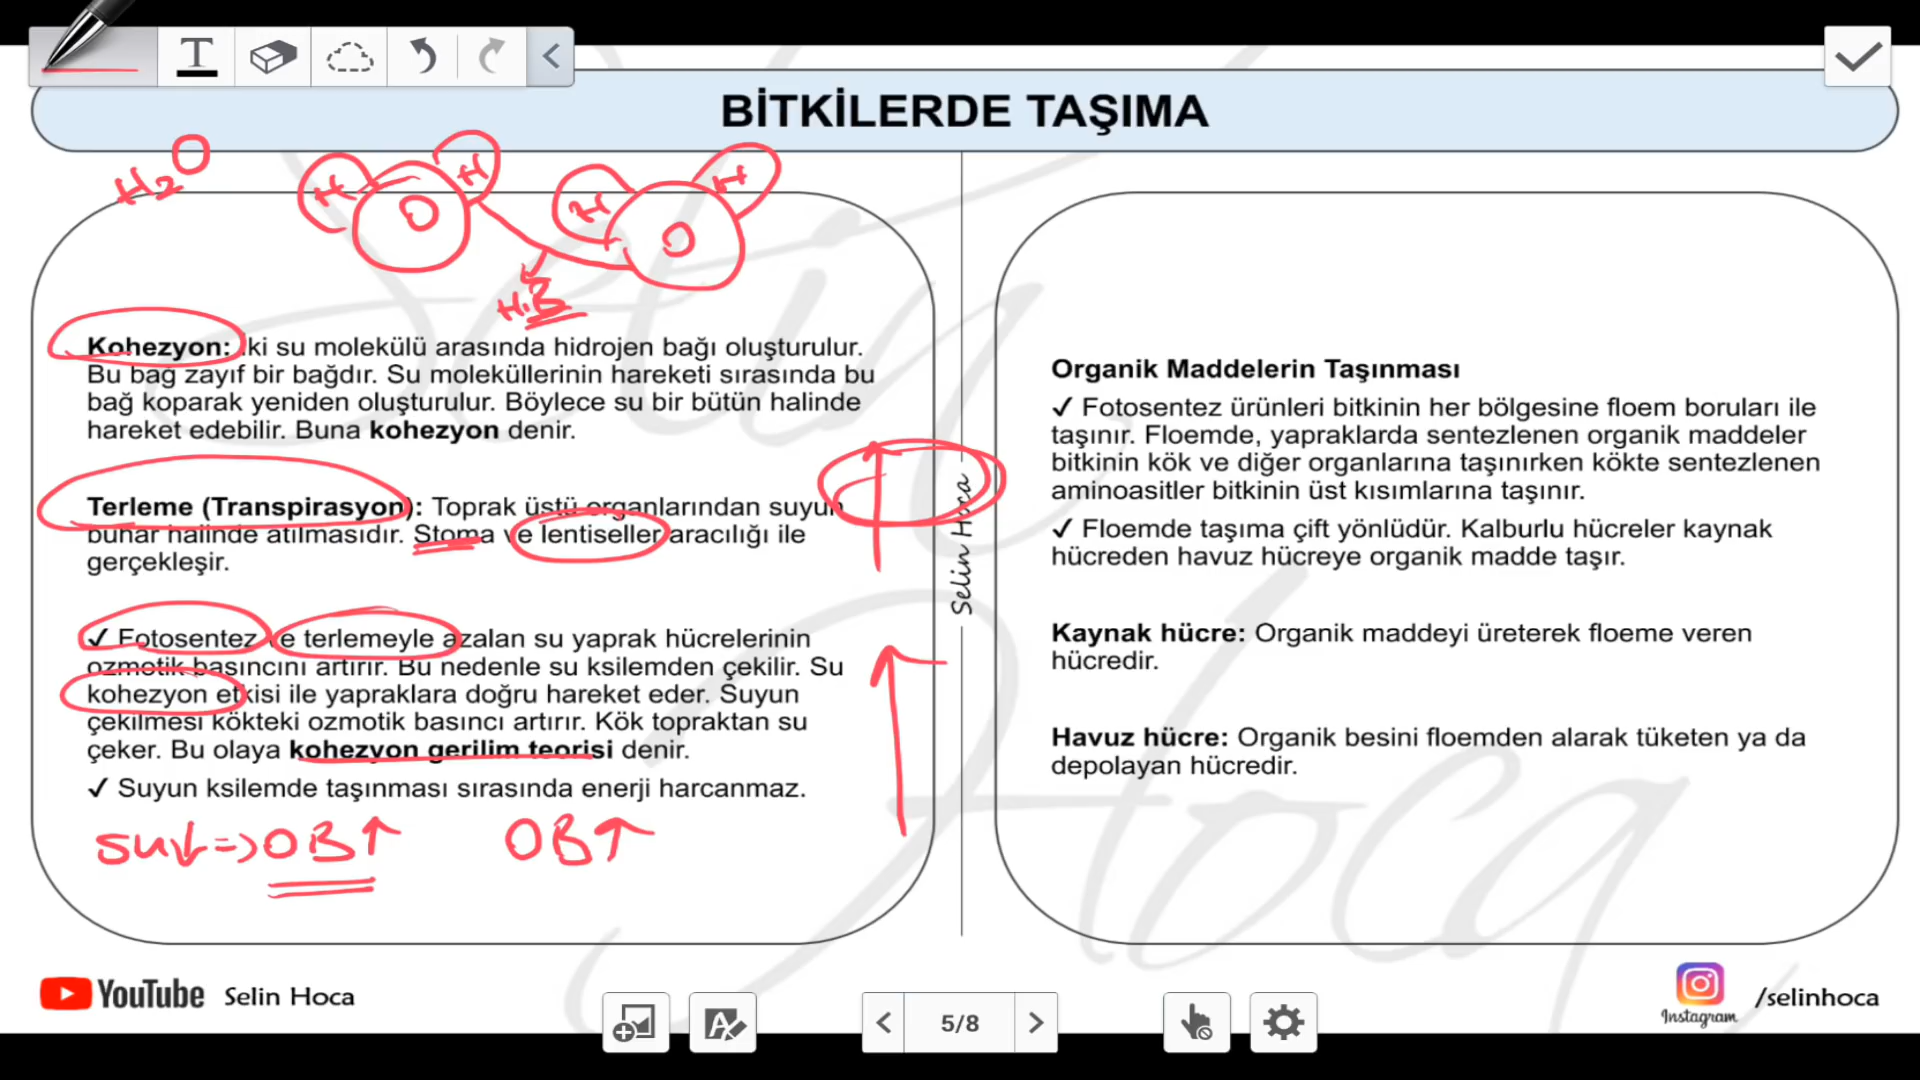 T
BİTKİLERDE TAŞIMA
H₂O
H
O
H
H
O
H
H.B
Kohezyon: İki su molekülü arasında hidrojen bağı oluşturulur.
Bu bağ zayıf bir bağdır. Su moleküllerinin hareketi sırasında bu
bağ koparak yeniden oluşturulur. Böylece su bir bütün halinde
hareket edebilir. Buna kohezyon denir.
Terleme (Transpirasyon): Toprak üstü organlarından suyun
buhar halinde atılmasıdır. Stoma ve lentiseller aracılığı ile
gerçekleşir.
✓ Fotosentez ve terlemeyle azalan su yaprak hücrelerinin
ozmotik basıncını artırır. Bu nedenle su ksilemden çekilir. Su
kohezyon etkisi ile yapraklara doğru hareket eder. Suyun
çekilmesi kökteki ozmotik basıncı artırır. Kök topraktan su
çeker. Bu olaya kohezyon gerilim teorisi denir.
✓ Suyun ksilemde taşınması sırasında enerji harcanmaz.
su↓ => OB↑ OB↑
Selin Hoca
Organik Maddelerin Taşınması
✓ Fotosentez ürünleri bitkinin her bölgesine floem boruları ile
taşınır. Floemde, yapraklarda sentezlenen organik maddeler
bitkinin kök ve diğer organlarına taşınırken kökte sentezlenen
aminoasitler bitkinin üst kısımlarına taşınır.
✓ Floemde taşıma çift yönlüdür. Kalburlu hücreler kaynak
hücreden havuz hücreye organik madde taşır.
Kaynak hücre: Organik maddeyi üreterek floeme veren
hücredir.
Havuz hücre: Organik besini floemden alarak tüketen ya da
depolayan hücredir.
Selin Hoca
YouTube Selin Hoca
A
5/8
Instagram
/selinhoca